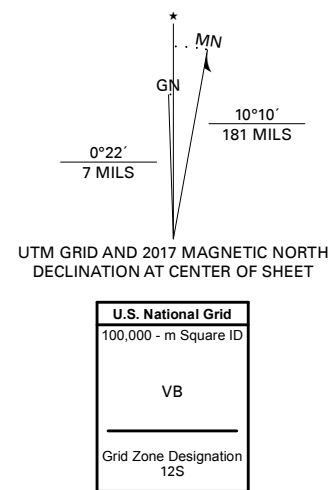 ★
MN
GN
10°10´
181 MILS
0°22´
7 MILS
UTM GRID AND 2017 MAGNETIC NORTH
DECLINATION AT CENTER OF SHEET
U.S. National Grid
100,000 - m Square ID
VB
Grid Zone Designation
12S